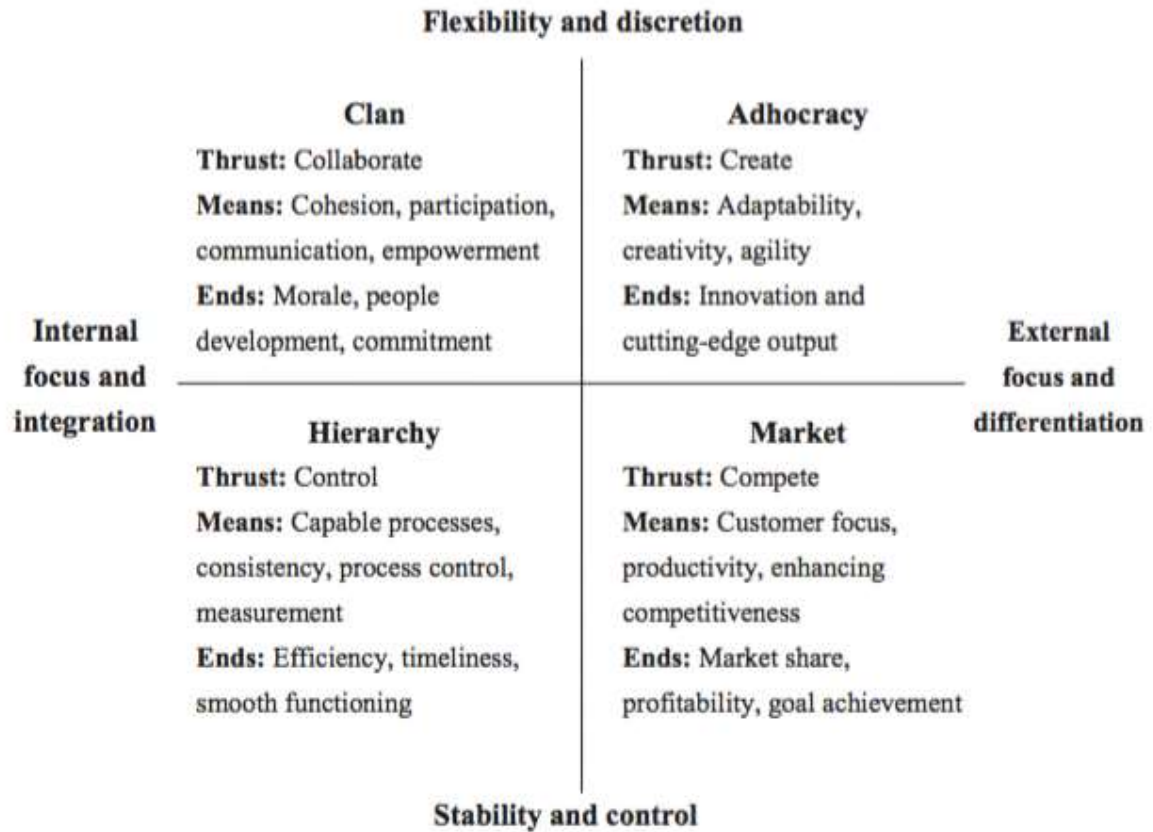 Flexibility and discretion
Clan
Thrust: Collaborate
Means: Cohesion, participation,
communication, empowerment
Ends: Morale, people
development, commitment
Adhocracy
Thrust: Create
Means: Adaptability,
creativity, agility
Ends: Innovation and
cutting-edge output
Internal
focus and
integration
External
focus and
differentiation
Hierarchy
Thrust: Control
Means: Capable processes,
consistency, process control,
measurement
Ends: Efficiency, timeliness,
smooth functioning
Market
Thrust: Compete
Means: Customer focus,
productivity, enhancing
competitiveness
Ends: Market share,
profitability, goal achievement
Stability and control